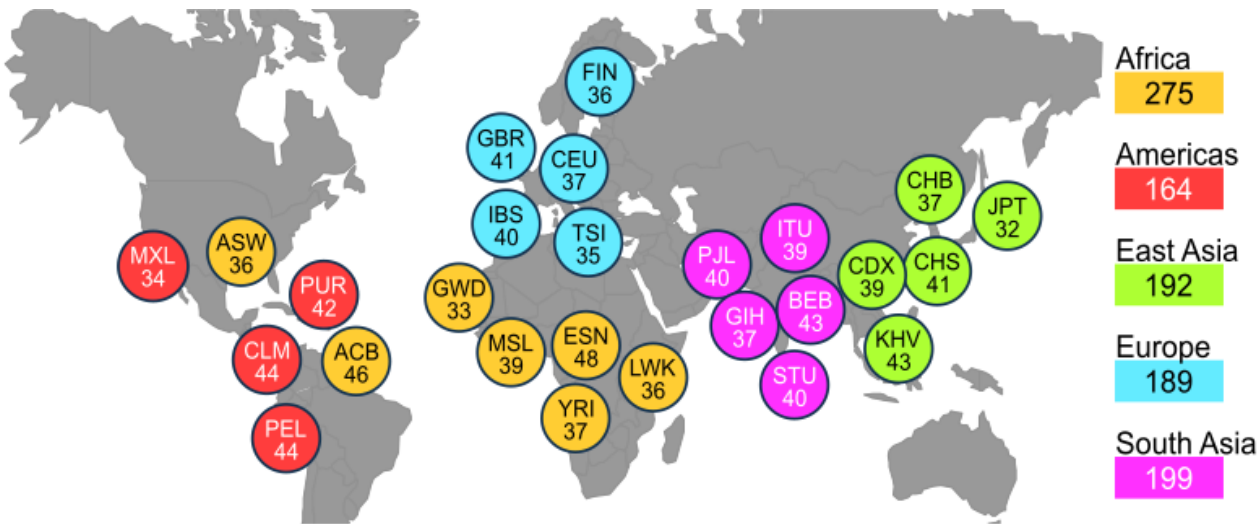 FIN
36
GBR
41
CEU
37
IBS
40
TSI
35
CHB
37
JPT
32
ITU
39
PJL
40
CDX
39
CHS
41
BEB
43
GIH
37
KHV
43
STU
40
MXL
34
ASW
36
PUR
42
CLM
44
ACB
46
PEL
44
GWD
33
MSL
39
ESN
48
LWK
36
YRI
37
Africa
275
Americas
164
East Asia
192
Europe
189
South Asia
199